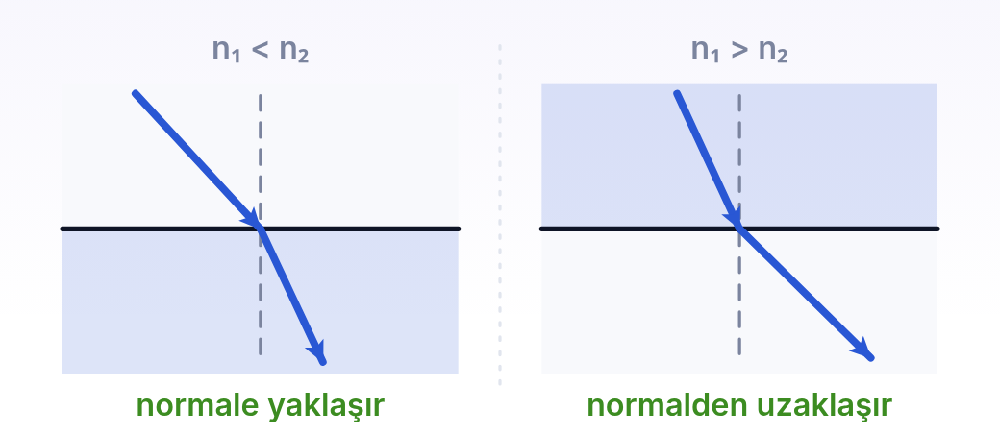 n₁ < n₂
n₁ > n₂
normale yaklaşır
normalden uzaklaşır